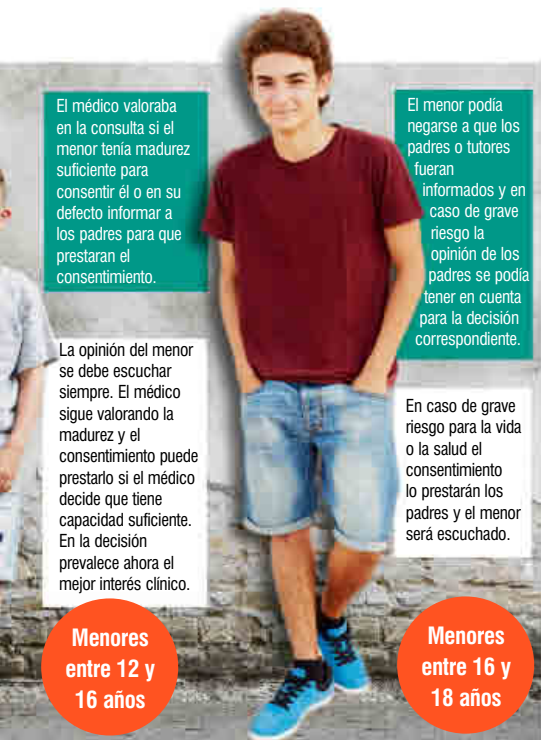 El médico valoraba
en la consulta si el
menor tenía madurez
suficiente para
consentir él o en su
defecto informar a
los padres para que
prestaran el
consentimiento.
La opinión del menor
se debe escuchar
siempre. El médico
sigue valorando la
madurez y el
consentimiento puede
prestarlo si el médico
decide que tiene
capacidad suficiente.
En la decisión
prevalece ahora el
mejor interés clínico.
Menores
entre 12 y
16 años
El menor podía
negarse a que los
padres o tutores
fueran
informados y en
caso de grave
riesgo la
opinión de los
padres se podía
tener en cuenta
para la decisión
correspondiente.
En caso de grave
riesgo para la vida
o la salud el
consentimiento
lo prestarán los
padres y el menor
será escuchado.
Menores
entre 16 y
18 años